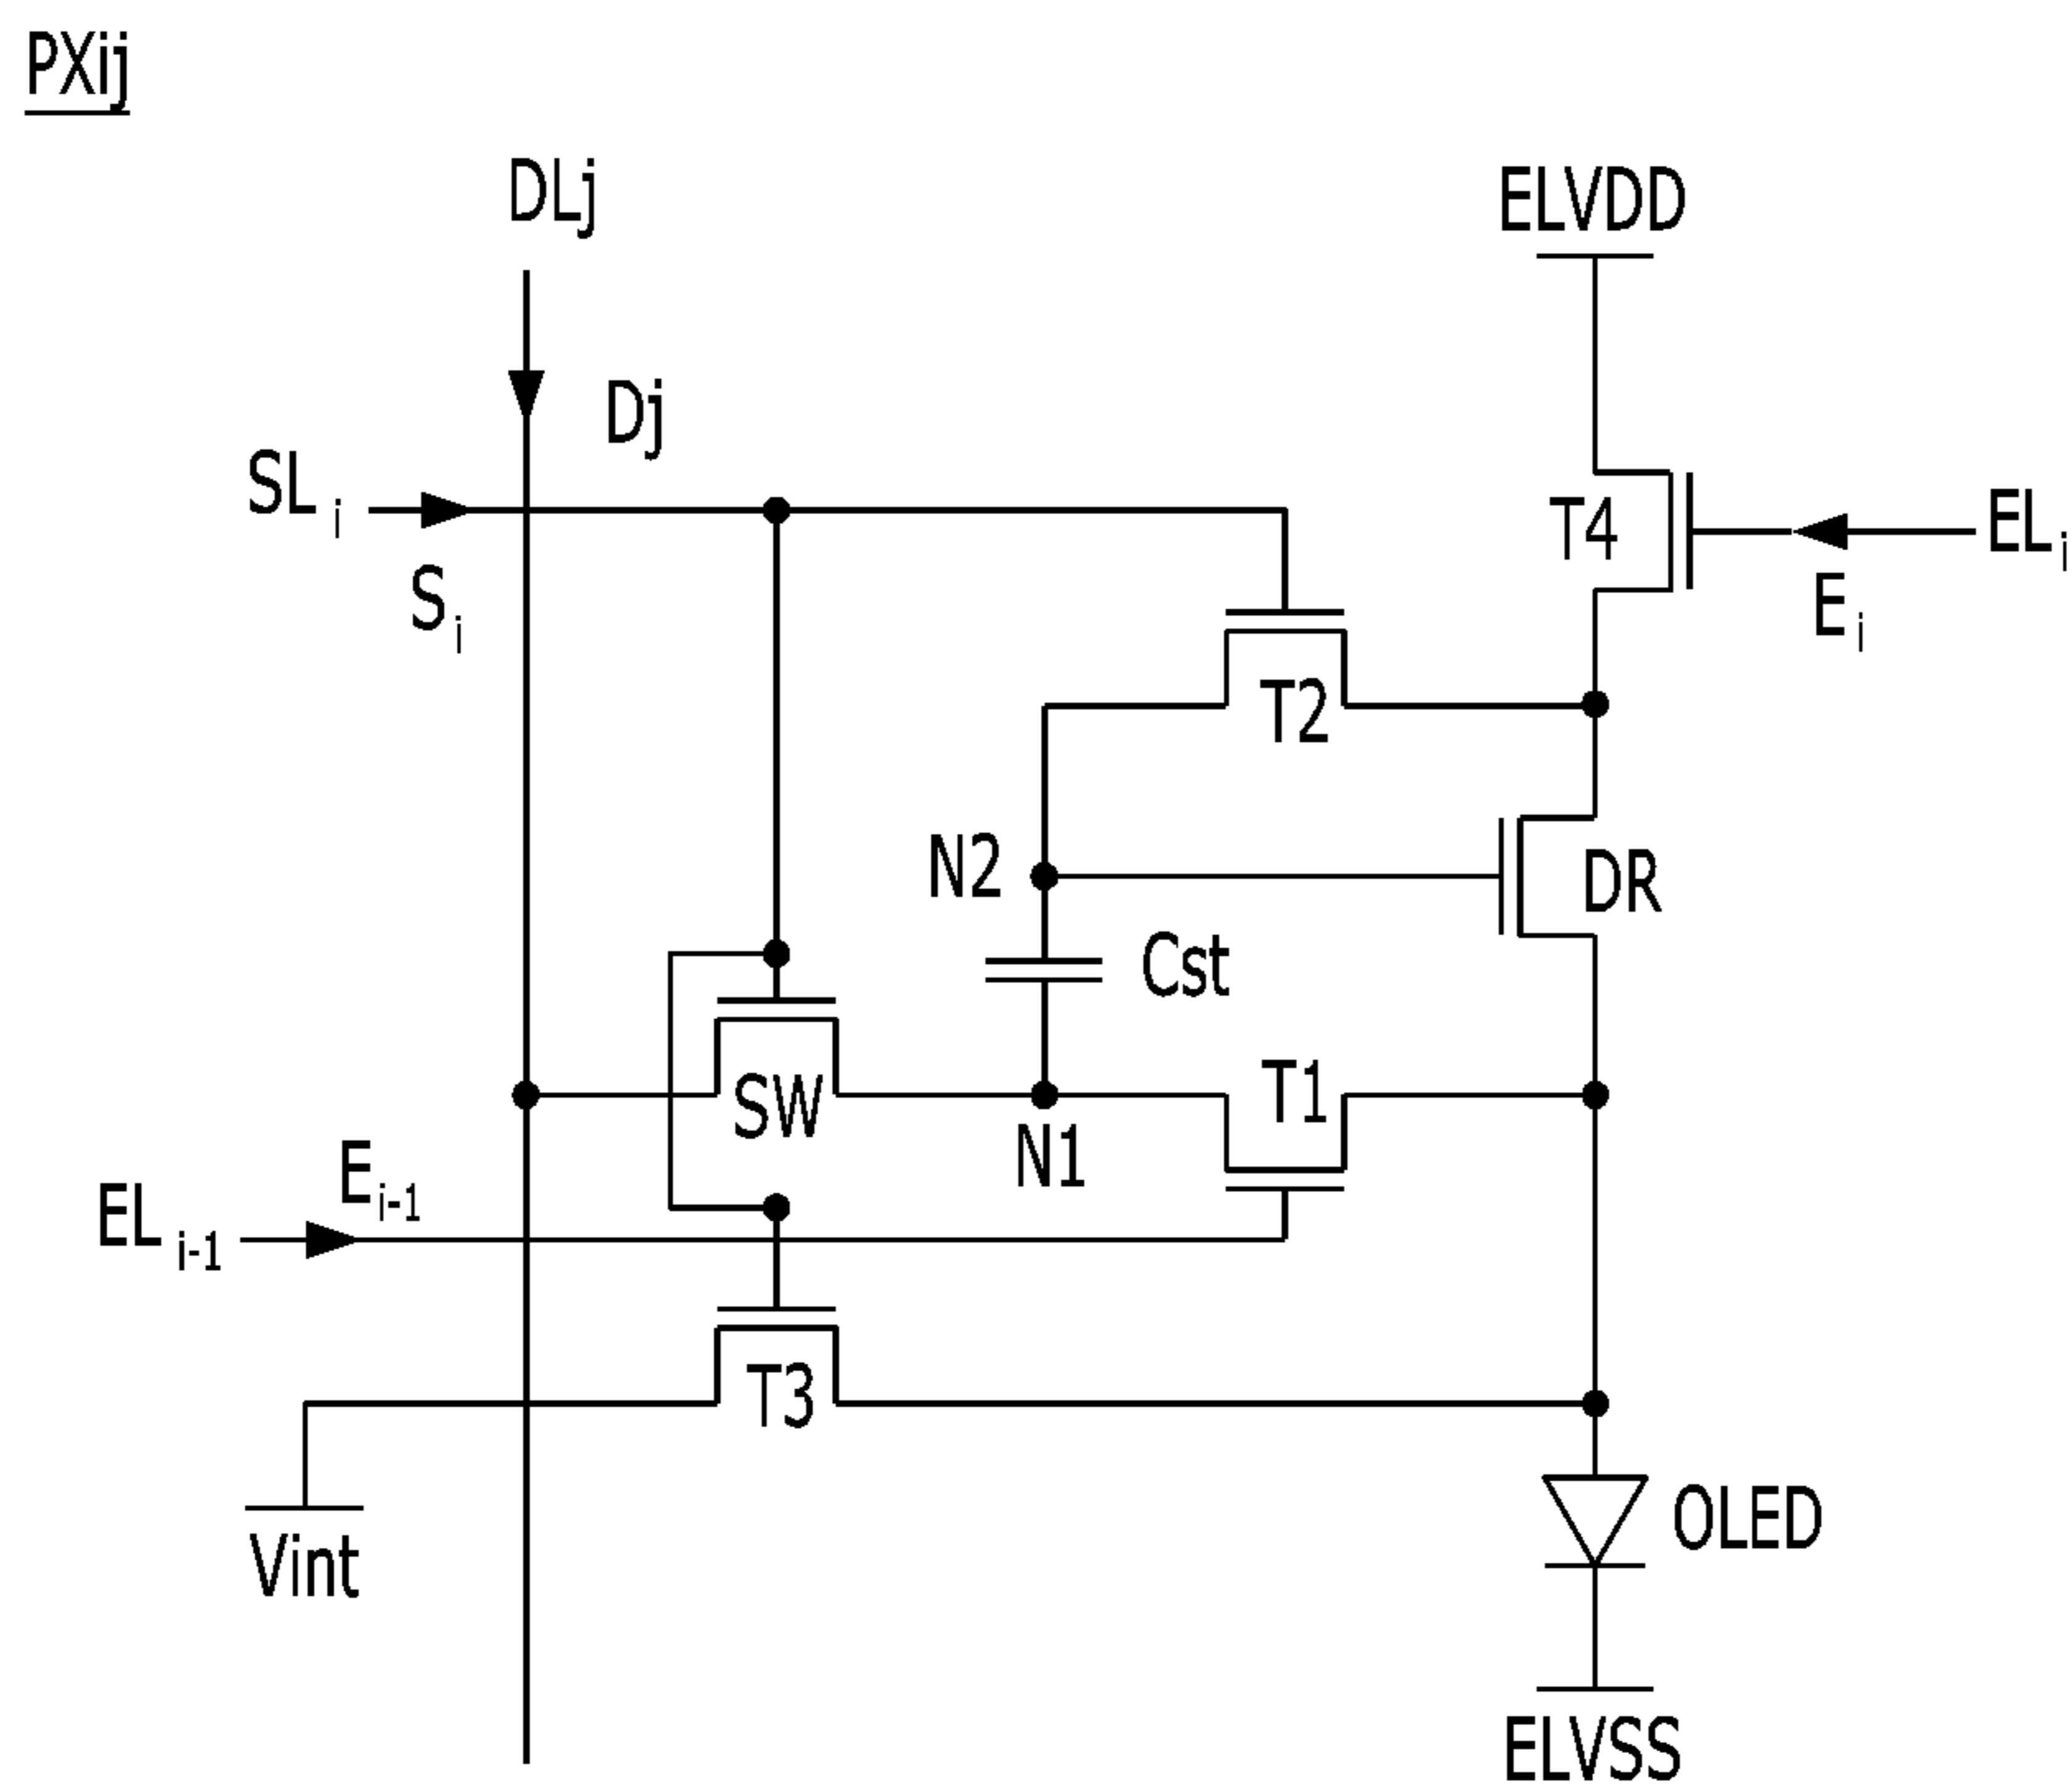 PXij
DLj
ELVDD
Dj
SL i
S i
T4
EL i
E i
T2
N2
DR
Cst
SW
T1
N1
E i-1
EL i-1
T3
OLED
Vint
ELVSS